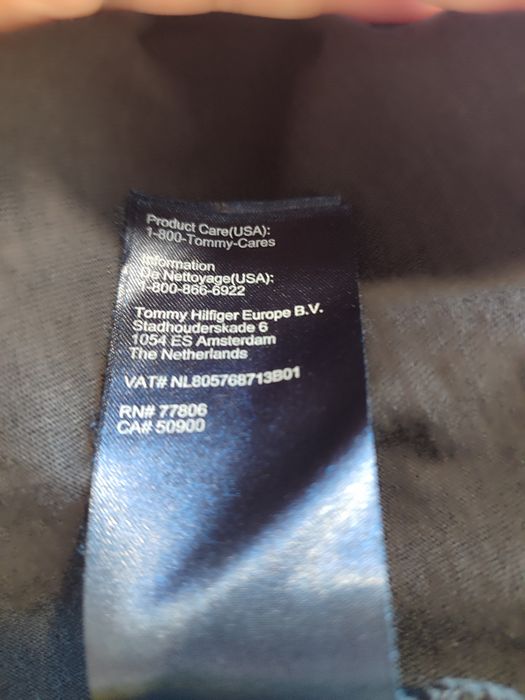 Product Care(USA):
1-800-Tommy-Cares
Information
De Nettoyage(USA):
1-800-866-6922
Tommy Hilfiger Europe B.V.
Stadhouderskade 6
1054 ES Amsterdam
The Netherlands
VAT# NL805768713B01
RN# 77806
CA# 50900